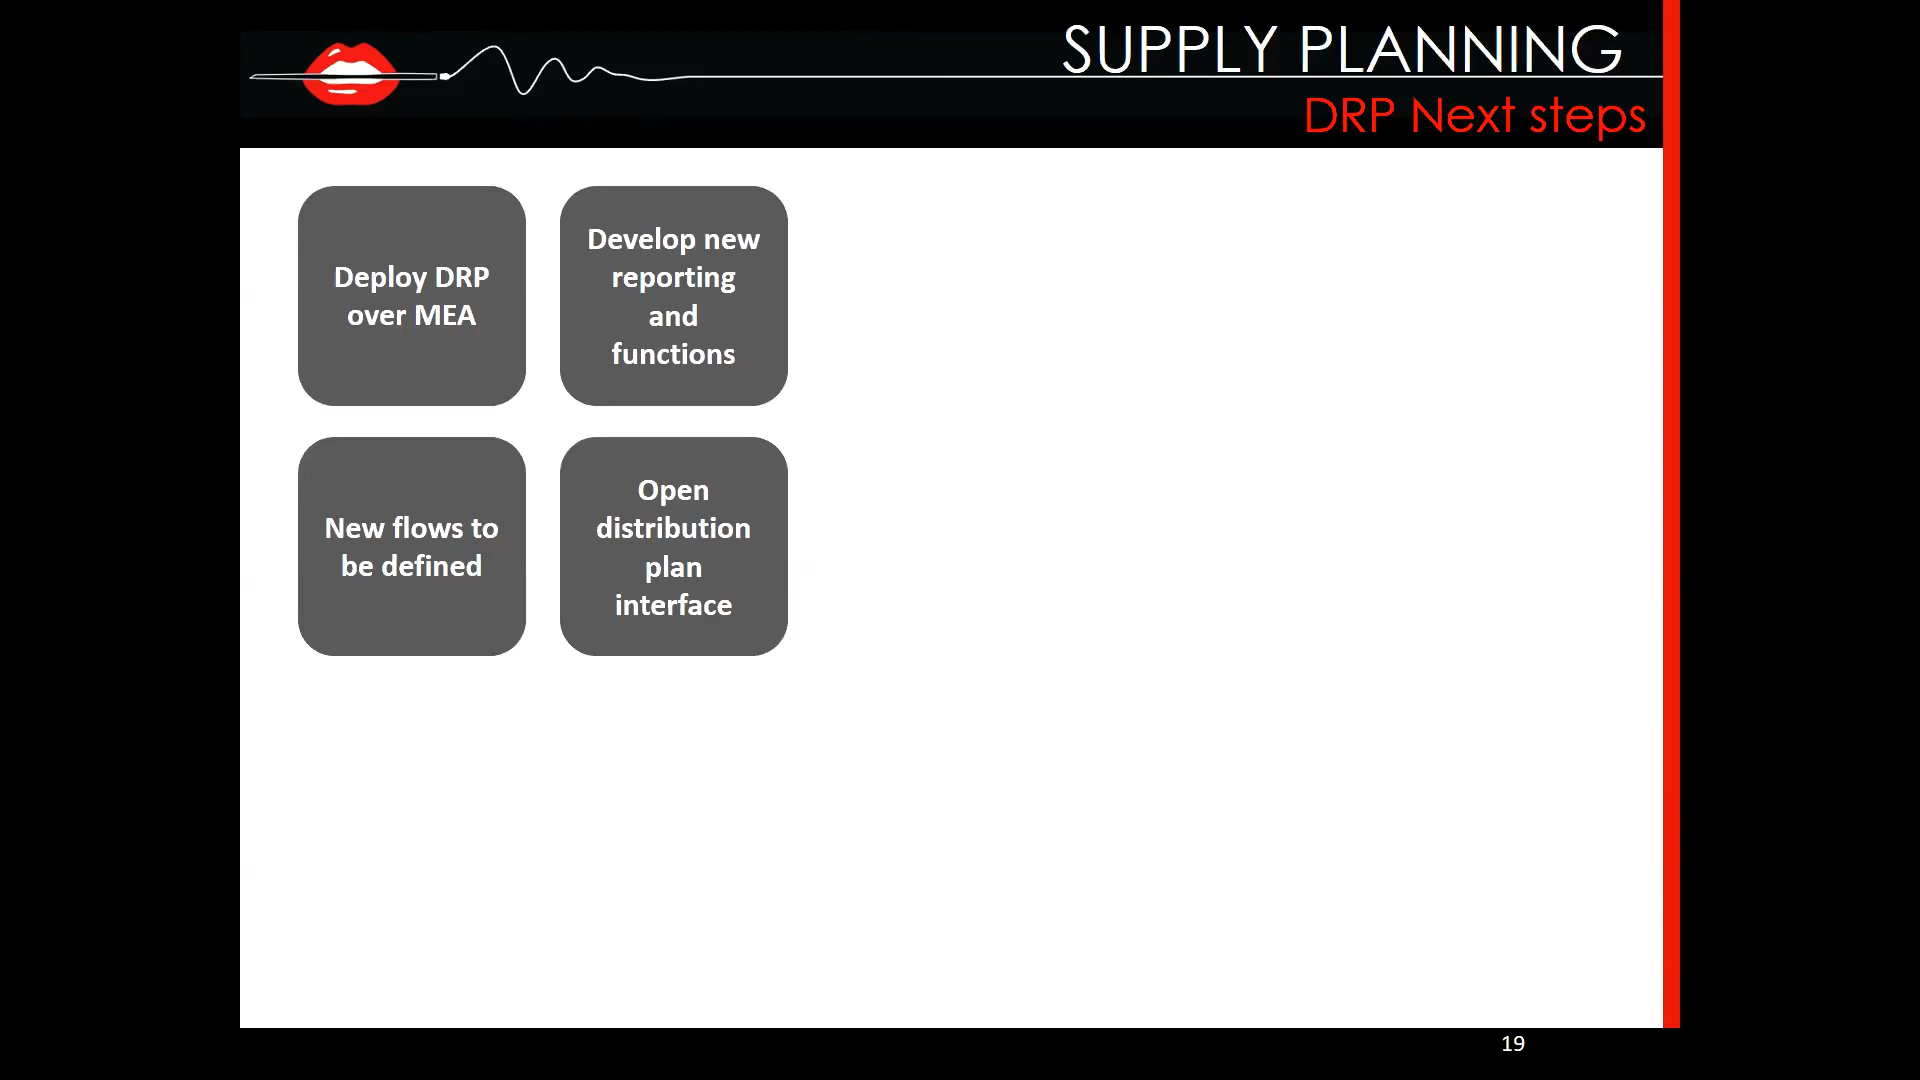 SUPPLY PLANNING
DRP Next steps
Deploy DRP
over MEA
Develop new
reporting
and
functions
New flows to
be defined
Open
distribution
plan
interface
19